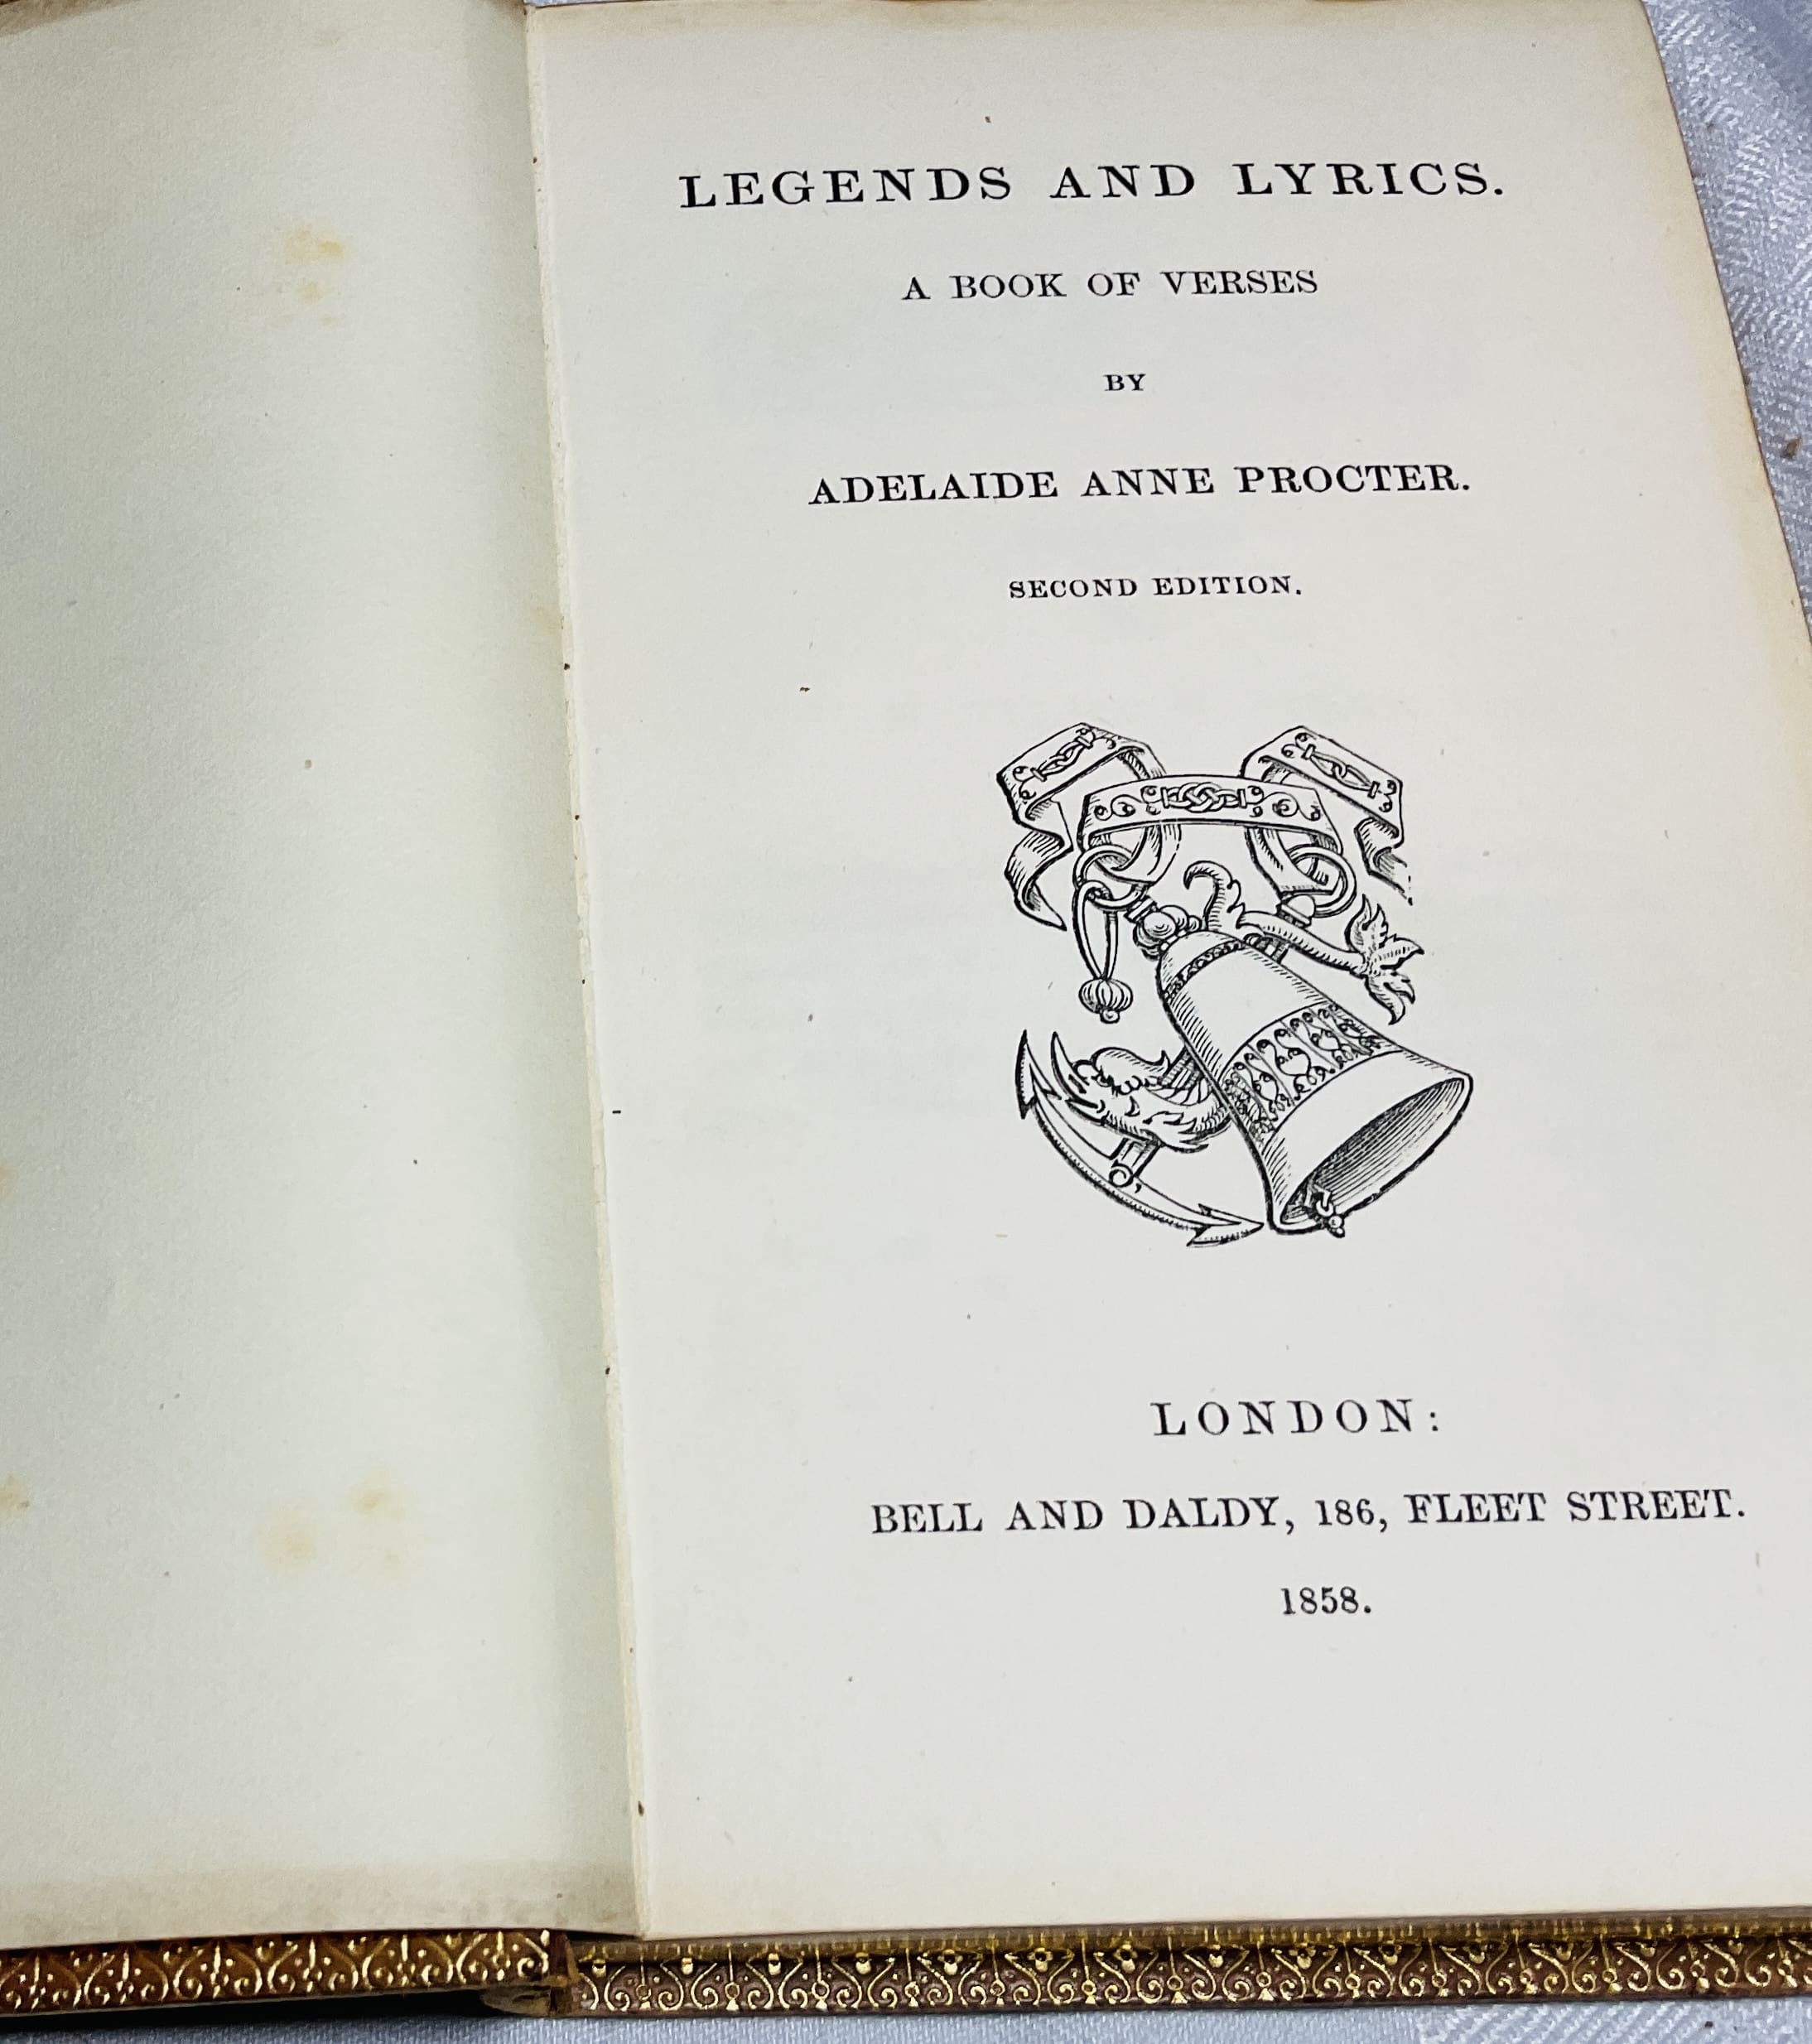 LEGENDS AND LYRICS.
A BOOK OF VERSES
BY
ADELAIDE ANNE PROCTER.
SECOND EDITION.
LONDON:
BELL AND DALDY, 186, FLEET STREET.
1858.